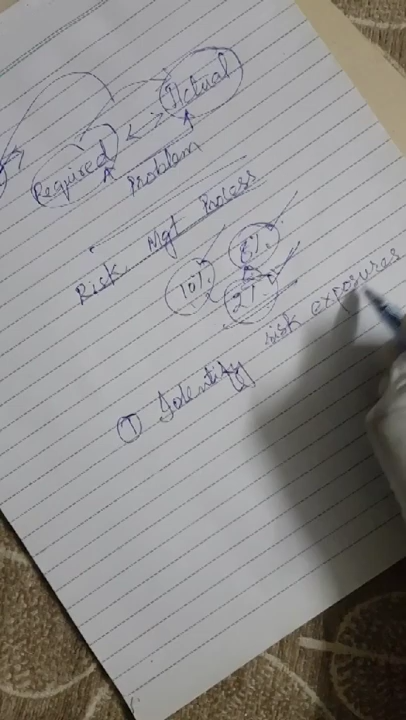 Actual
Required
Problem
Risk Mgt Process
10%
8%
2%
① Identify risk exposures